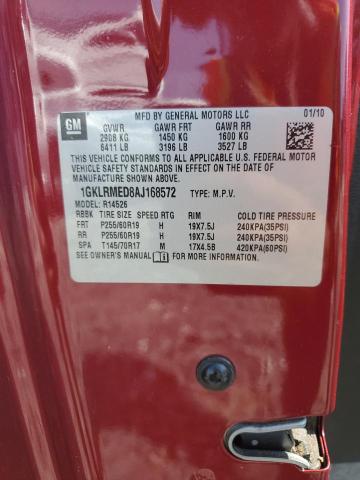 GM
MFD BY GENERAL MOTORS LLC 01/10
GVWR GAWR FRT GAWR RR
2908 KG 1450 KG 1600 KG
6411 LB 3196 LB 3527 LB
THIS VEHICLE CONFORMS TO ALL APPLICABLE U.S. FEDERAL MOTOR
VEHICLE SAFETY STANDARDS IN EFFECT ON THE DATE OF
MANUFACTURE SHOWN ABOVE.
1GKLRMED8AJ168572 TYPE: M.P.V.
MODEL: R14526
RBBK TIRE SIZE SPEED RTG RIM COLD TIRE PRESSURE
FRT P255/60R19 H 19X7.5J 240KPA(35PSI)
RR P255/60R19 H 19X7.5J 240KPA(35PSI)
SPA T145/70R17 M 17X4.5B 420KPA(60PSI)
SEE OWNER'S MANUAL FOR MORE INFORMATION.